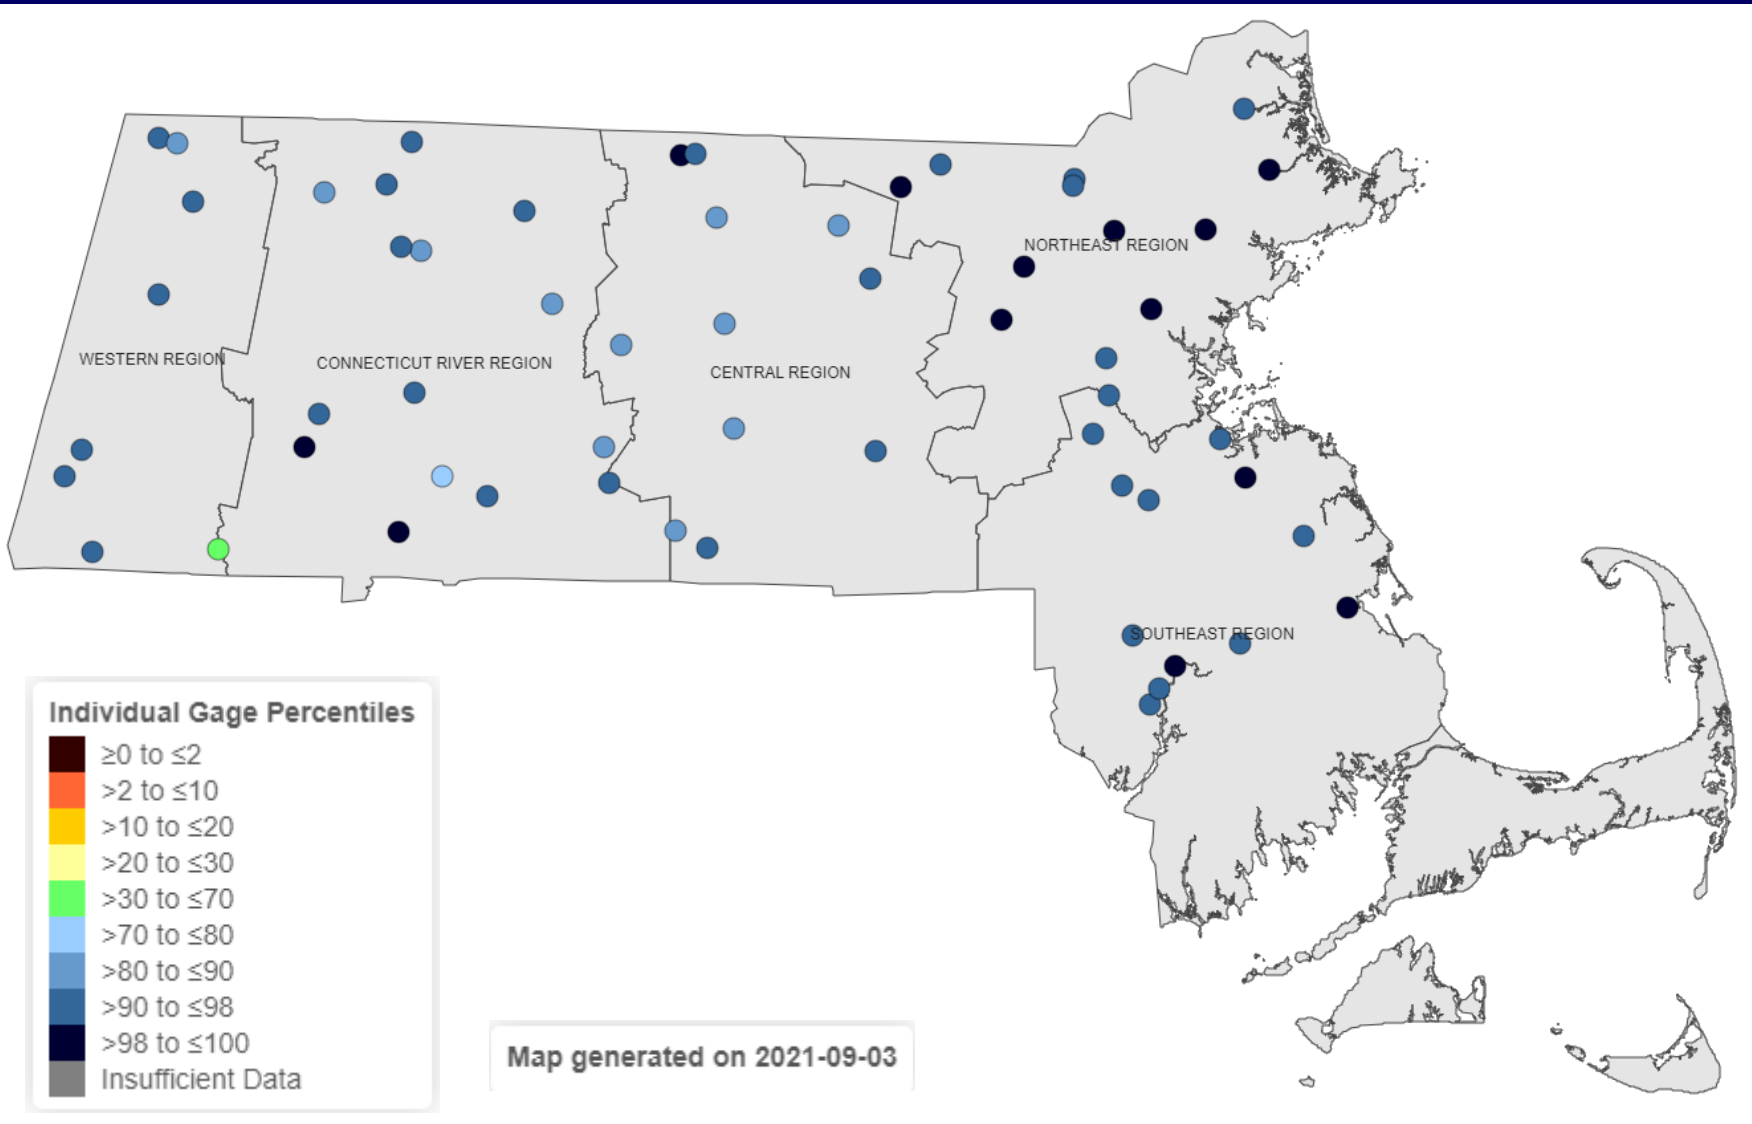 NORTHEAST REGION
WESTERN REGION
CONNECTICUT RIVER REGION
CENTRAL REGION
SOUTHEAST REGION
Individual Gage Percentiles
≥0 to ≤2
>2 to ≤10
>10 to ≤20
>20 to ≤30
>30 to ≤70
>70 to ≤80
>80 to ≤90
>90 to ≤98
>98 to ≤100
Insufficient Data
Map generated on 2021-09-03